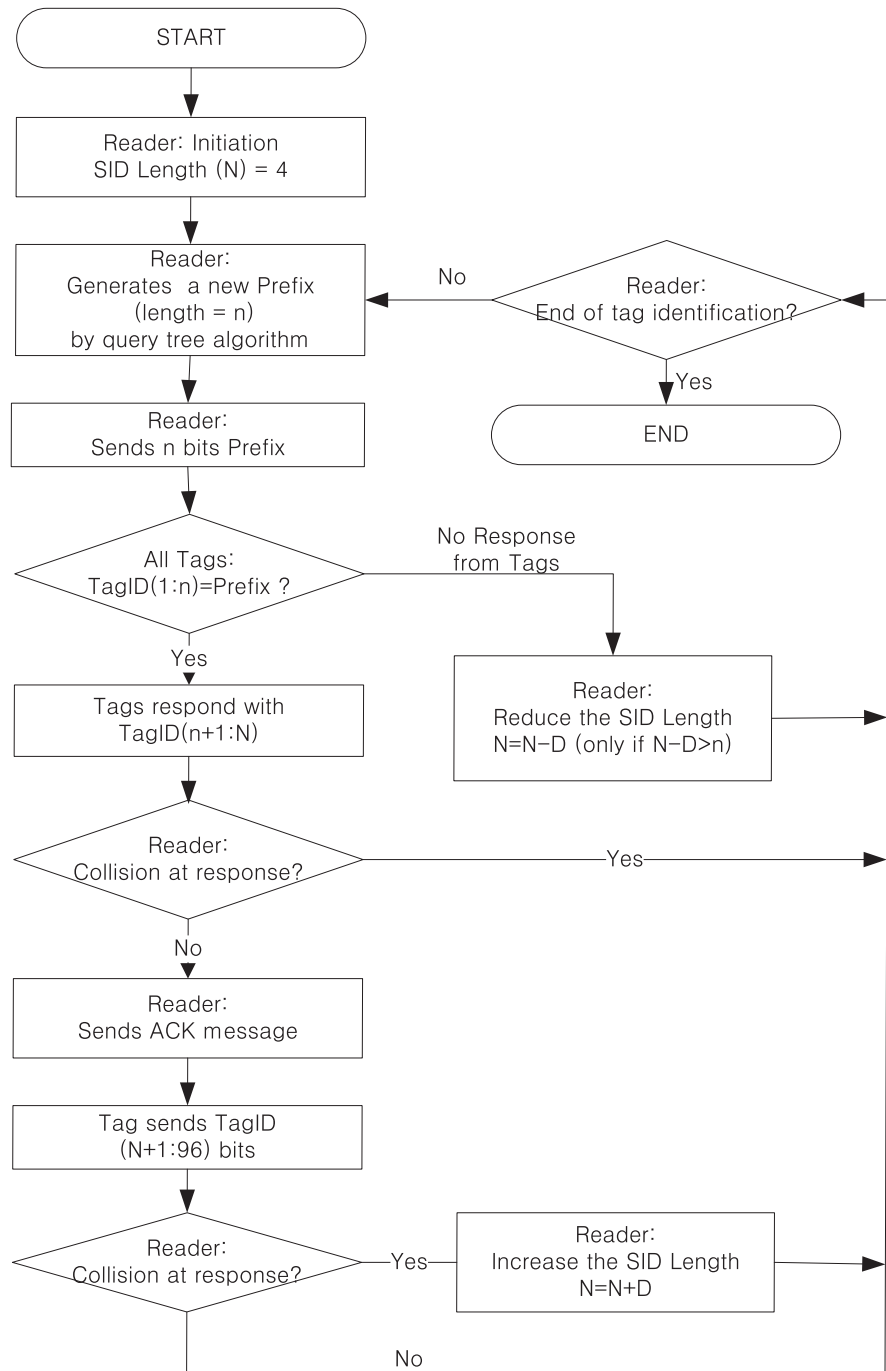 START
Reader: Initiation
SID Length (N) = 4
Reader:
Generates a new Prefix
(length = n)
by query tree algorithm
No
Reader:
End of tag identification?
Yes
END
Reader:
Sends n bits Prefix
All Tags:
TagID(1:n)=Prefix ?
No Response
from Tags
Yes
Reader:
Reduce the SID Length
N=N-D (only if N-D>n)
Tags respond with
TagID(n+1:N)
Reader:
Collision at response?
Yes
No
Reader:
Sends ACK message
Tag sends TagID
(N+1:96) bits
Reader:
Collision at response?
Yes
Reader:
Increase the SID Length
N=N+D
No